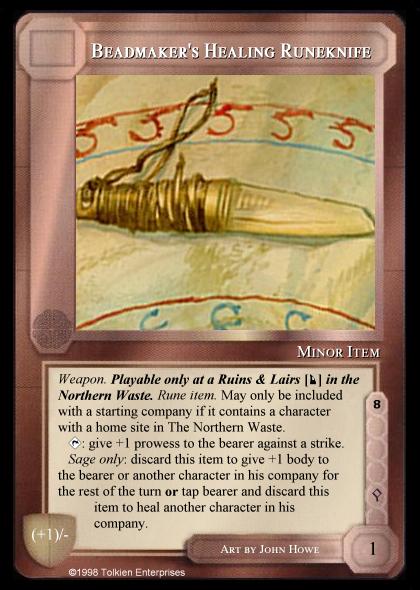 BEADMAKER'S HEALING RUNEKNIFE
MINOR ITEM
Weapon. Playable only at a Ruins & Lairs [] in the
Northern Waste. Rune item. May only be included
with a starting company if it contains a character
with a home site in The Northern Waste.
: give +1 prowess to the bearer against a strike.
Sage only: discard this item to give +1 body to
the bearer or another character in his company for
the rest of the turn or tap bearer and discard this
item to heal another character in his
company.
8
(+1)/-
ART BY JOHN HOWE
1
©1998 Tolkien Enterprises